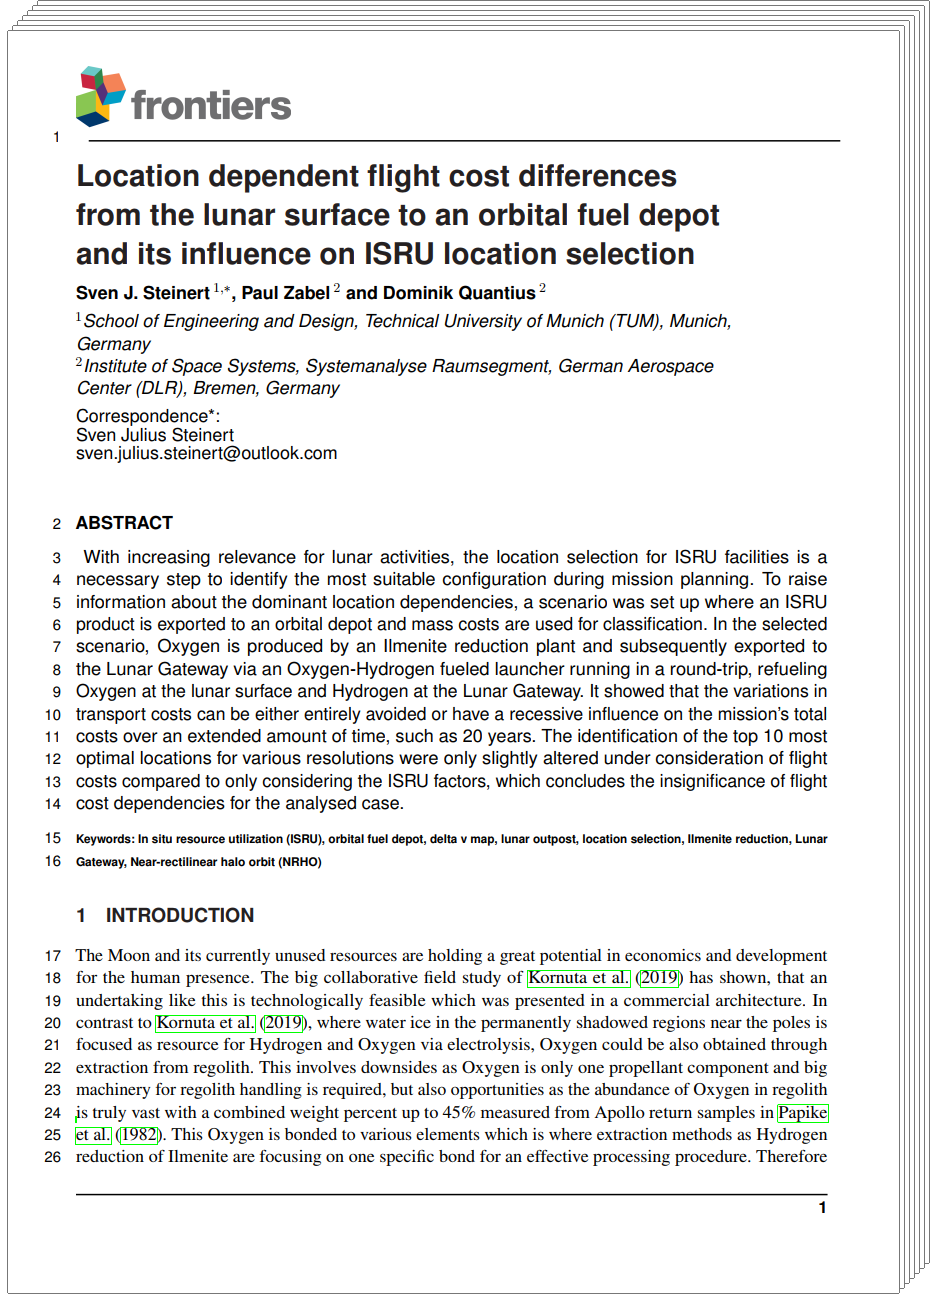 frontiers
1
Location dependent flight cost differences
from the lunar surface to an orbital fuel depot
and its influence on ISRU location selection
Sven J. Steinert 1,*, Paul Zabel 2 and Dominik Quantius 2
1 School of Engineering and Design, Technical University of Munich (TUM), Munich,
Germany
2 Institute of Space Systems, Systemanalyse Raumsegment, German Aerospace
Center (DLR), Bremen, Germany
Correspondence*:
Sven Julius Steinert
sven.julius.steinert@outlook.com
2 ABSTRACT
3 With increasing relevance for lunar activities, the location selection for ISRU facilities is a
4 necessary step to identify the most suitable configuration during mission planning. To raise
5 information about the dominant location dependencies, a scenario was set up where an ISRU
6 product is exported to an orbital depot and mass costs are used for classification. In the selected
7 scenario, Oxygen is produced by an Ilmenite reduction plant and subsequently exported to
8 the Lunar Gateway via an Oxygen-Hydrogen fueled launcher running in a round-trip, refueling
9 Oxygen at the lunar surface and Hydrogen at the Lunar Gateway. It showed that the variations in
10 transport costs can be either entirely avoided or have a recessive influence on the mission's total
11 costs over an extended amount of time, such as 20 years. The identification of the top 10 most
12 optimal locations for various resolutions were only slightly altered under consideration of flight
13 costs compared to only considering the ISRU factors, which concludes the insignificance of flight
14 cost dependencies for the analysed case.
15 Keywords: In situ resource utilization (ISRU), orbital fuel depot, delta v map, lunar outpost, location selection, Ilmenite reduction, Lunar
16 Gateway, Near-rectilinear halo orbit (NRHO)
1 INTRODUCTION
17 The Moon and its currently unused resources are holding a great potential in economics and development
18 for the human presence. The big collaborative field study of Kornuta et al. (2019) has shown, that an
19 undertaking like this is technologically feasible which was presented in a commercial architecture. In
20 contrast to Kornuta et al. (2019), where water ice in the permanently shadowed regions near the poles is
21 focused as resource for Hydrogen and Oxygen via electrolysis, Oxygen could be also obtained through
22 extraction from regolith. This involves downsides as Oxygen is only one propellant component and big
23 machinery for regolith handling is required, but also opportunities as the abundance of Oxygen in regolith
24 is truly vast with a combined weight percent up to 45% measured from Apollo return samples in Papike
25 et al. (1982). This Oxygen is bonded to various elements which is where extraction methods as Hydrogen
26 reduction of Ilmenite are focusing on one specific bond for an effective processing procedure. Therefore
1